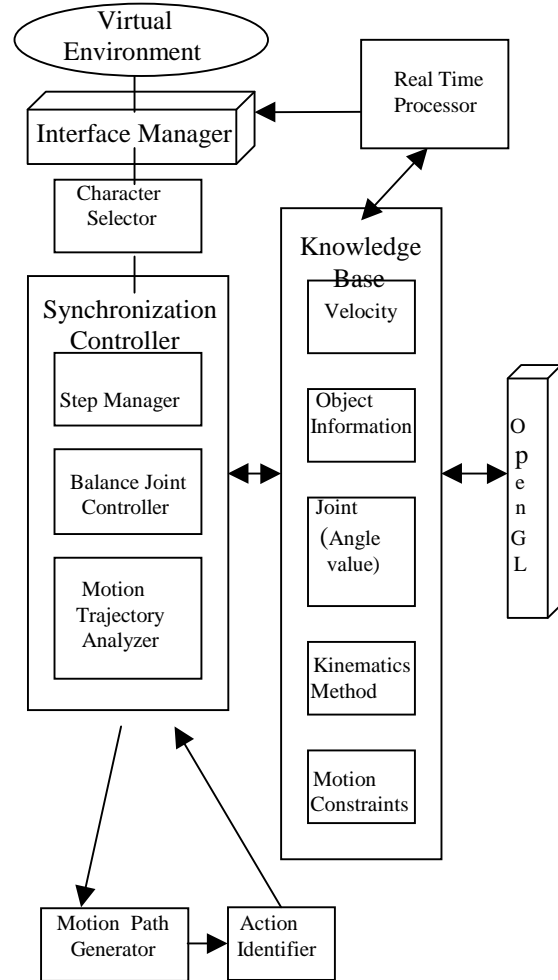 Virtual
Environment
Interface Manager
Character
Selector
Synchronization
Controller
Step Manager
Balance Joint
Controller
Motion
Trajectory
Analyzer
Motion Path
Generator
Action
Identifier
Real Time
Processor
Knowledge
Base
Velocity
Object
Information
Joint
(Angle
value)
Kinematics
Method
Motion
Constraints
O
p
e
n
G
L